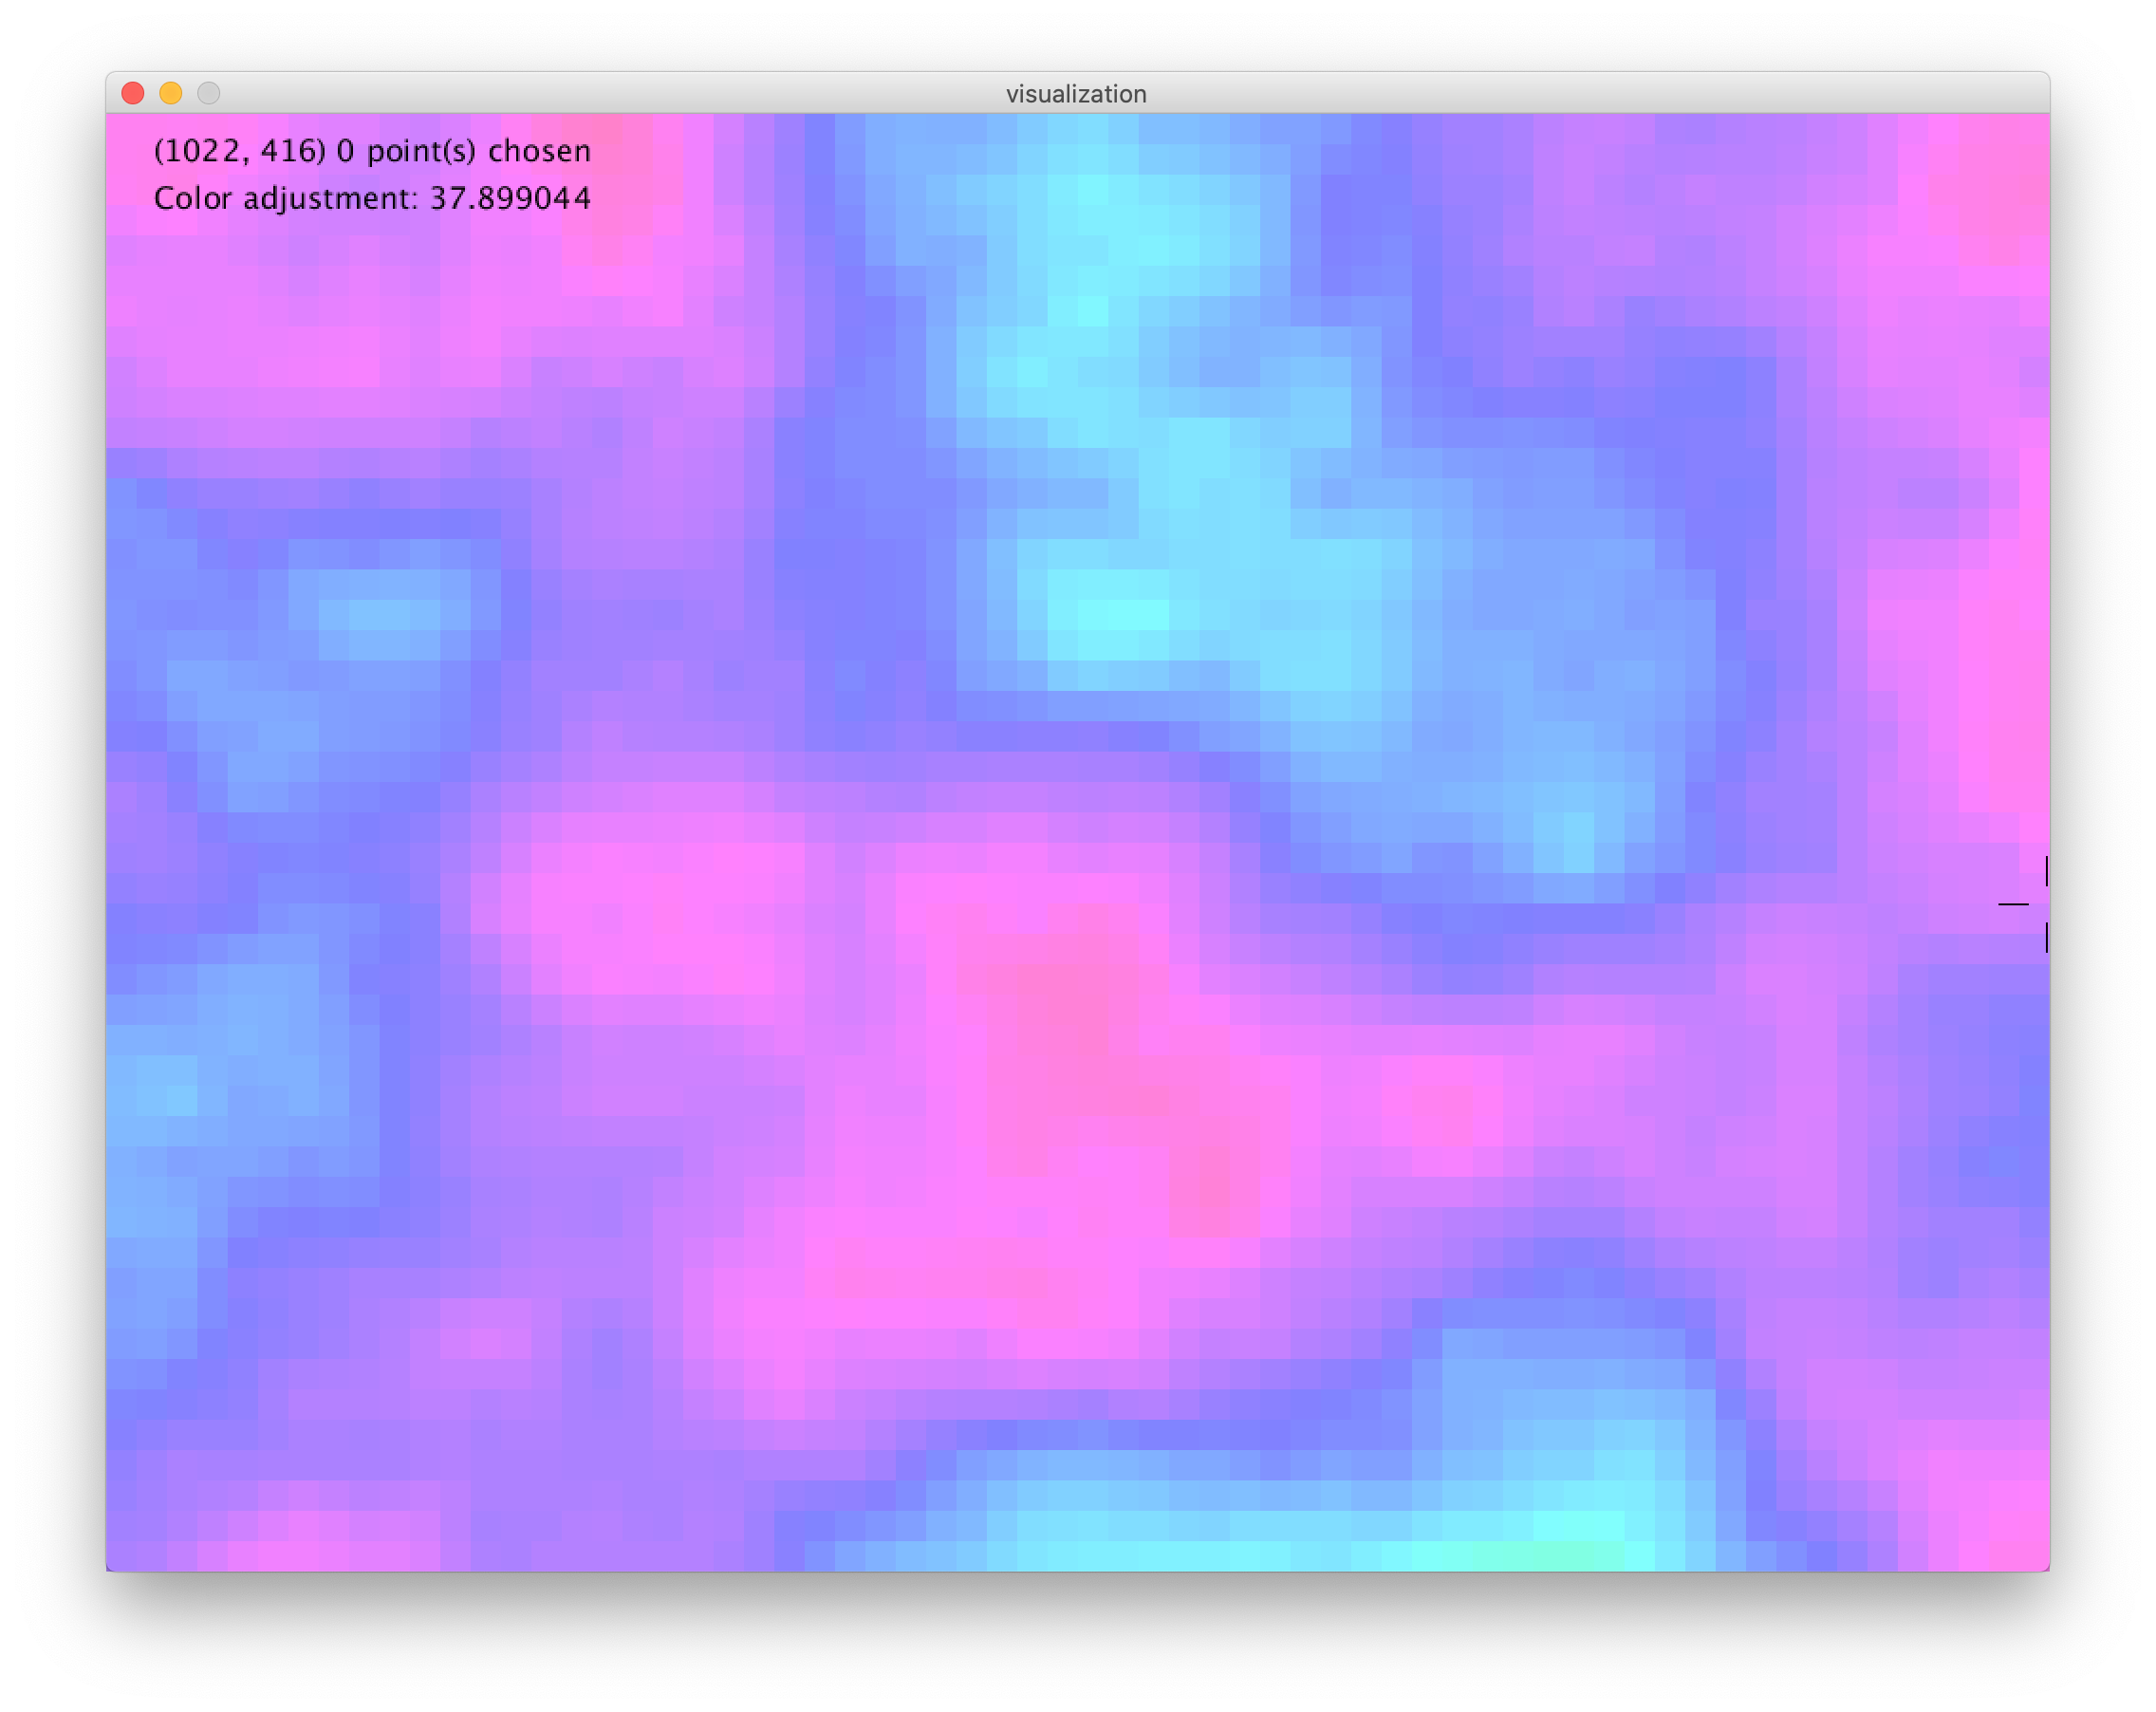 visualization
(1022, 416) 0 point(s) chosen
Color adjustment: 37.899044